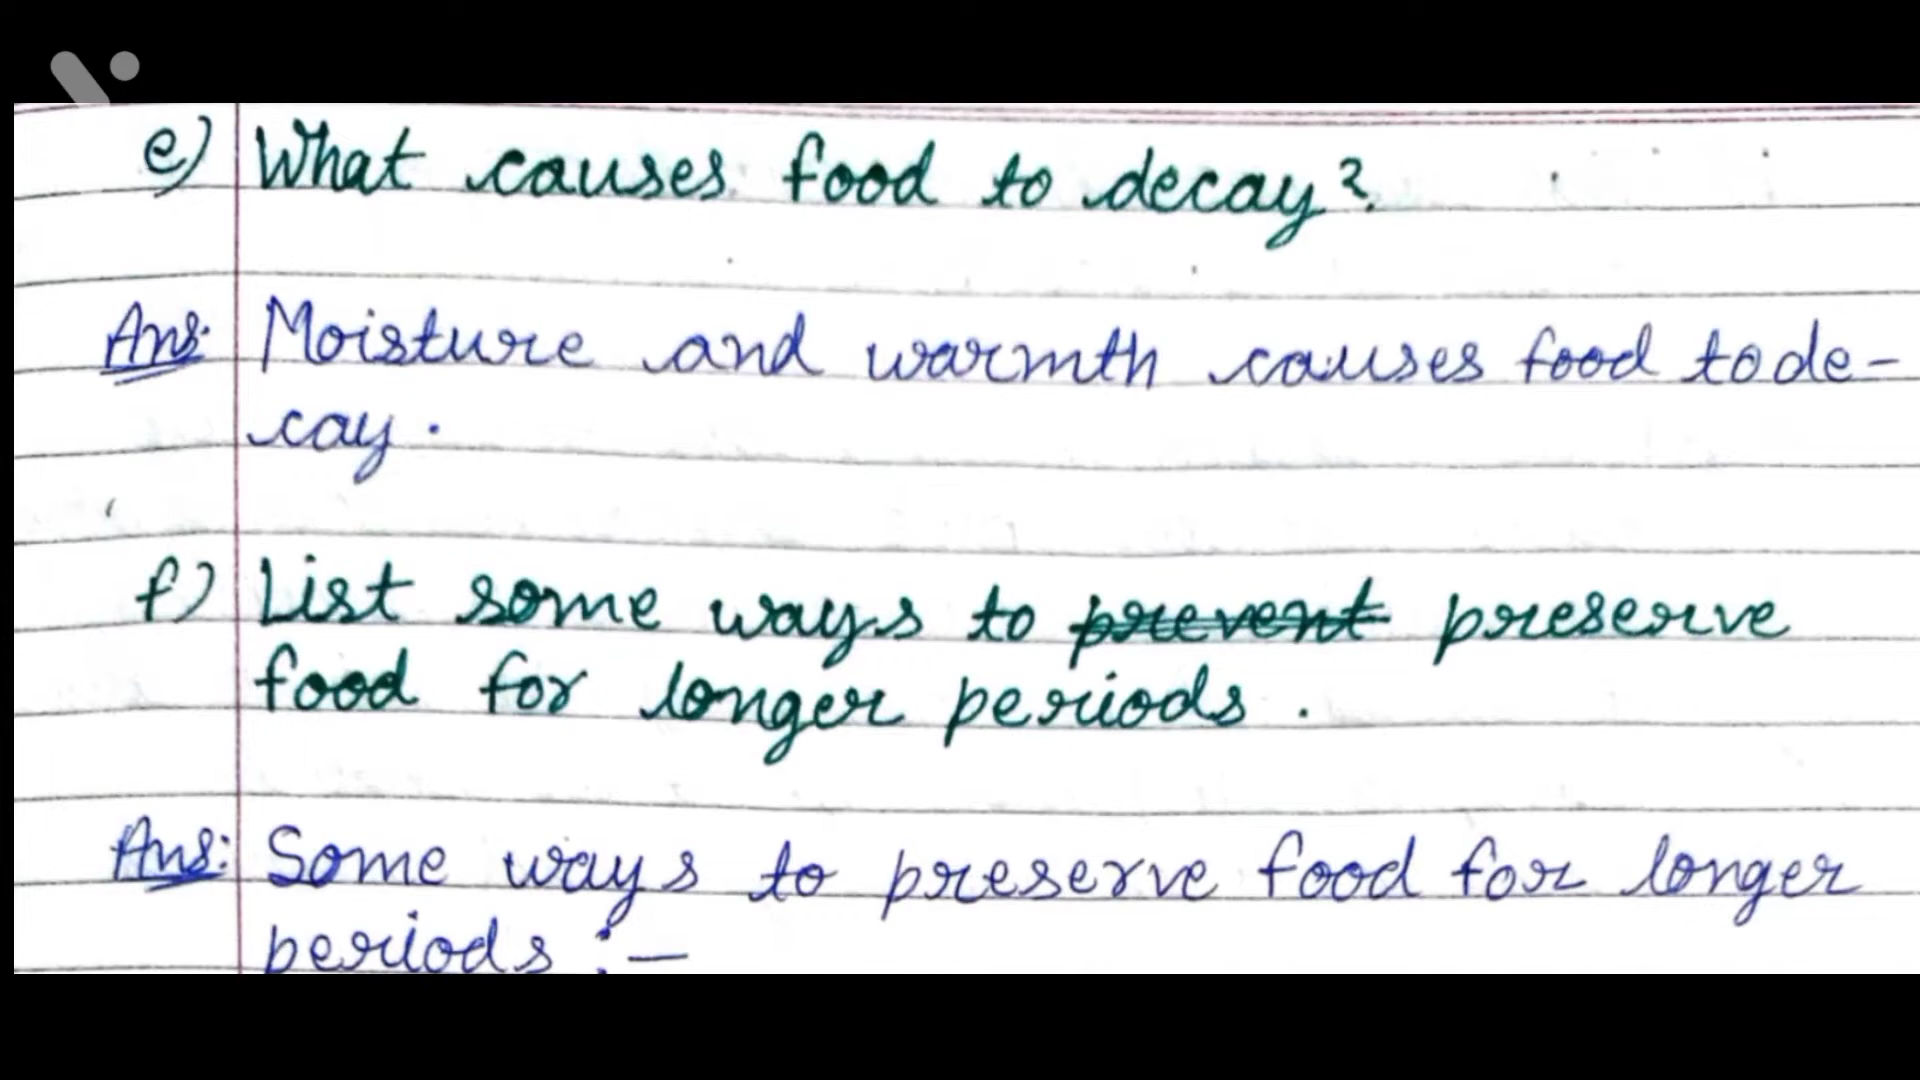 e) What causes food to decay?
Ans: Moisture and warmth causes food to de-
cay.
f) List some ways to prevent preserve
food for longer periods.
Ans: Some ways to preserve food for longer
periods :-